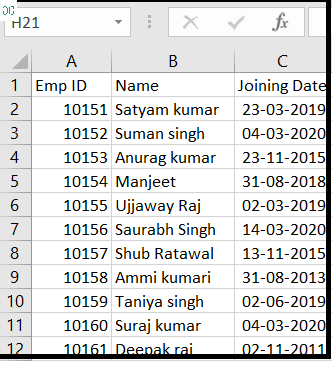 H21 fx
A B C
1 Emp ID Name Joining Date
2 10151 Satyam kumar 23-03-2019
3 10152 Suman singh 04-03-2020
4 10153 Anurag kumar 23-11-2015
5 10154 Manjeet 31-08-2018
6 10155 Ujjaway Raj 02-03-2019
7 10156 Saurabh Singh 14-03-2020
8 10157 Shub Ratawal 13-11-2015
9 10158 Ammi kumari 31-08-2013
10 10159 Taniya singh 02-06-2019
11 10160 Suraj kumar 04-03-2020
12 10161 Deepak raj 02-11-2011